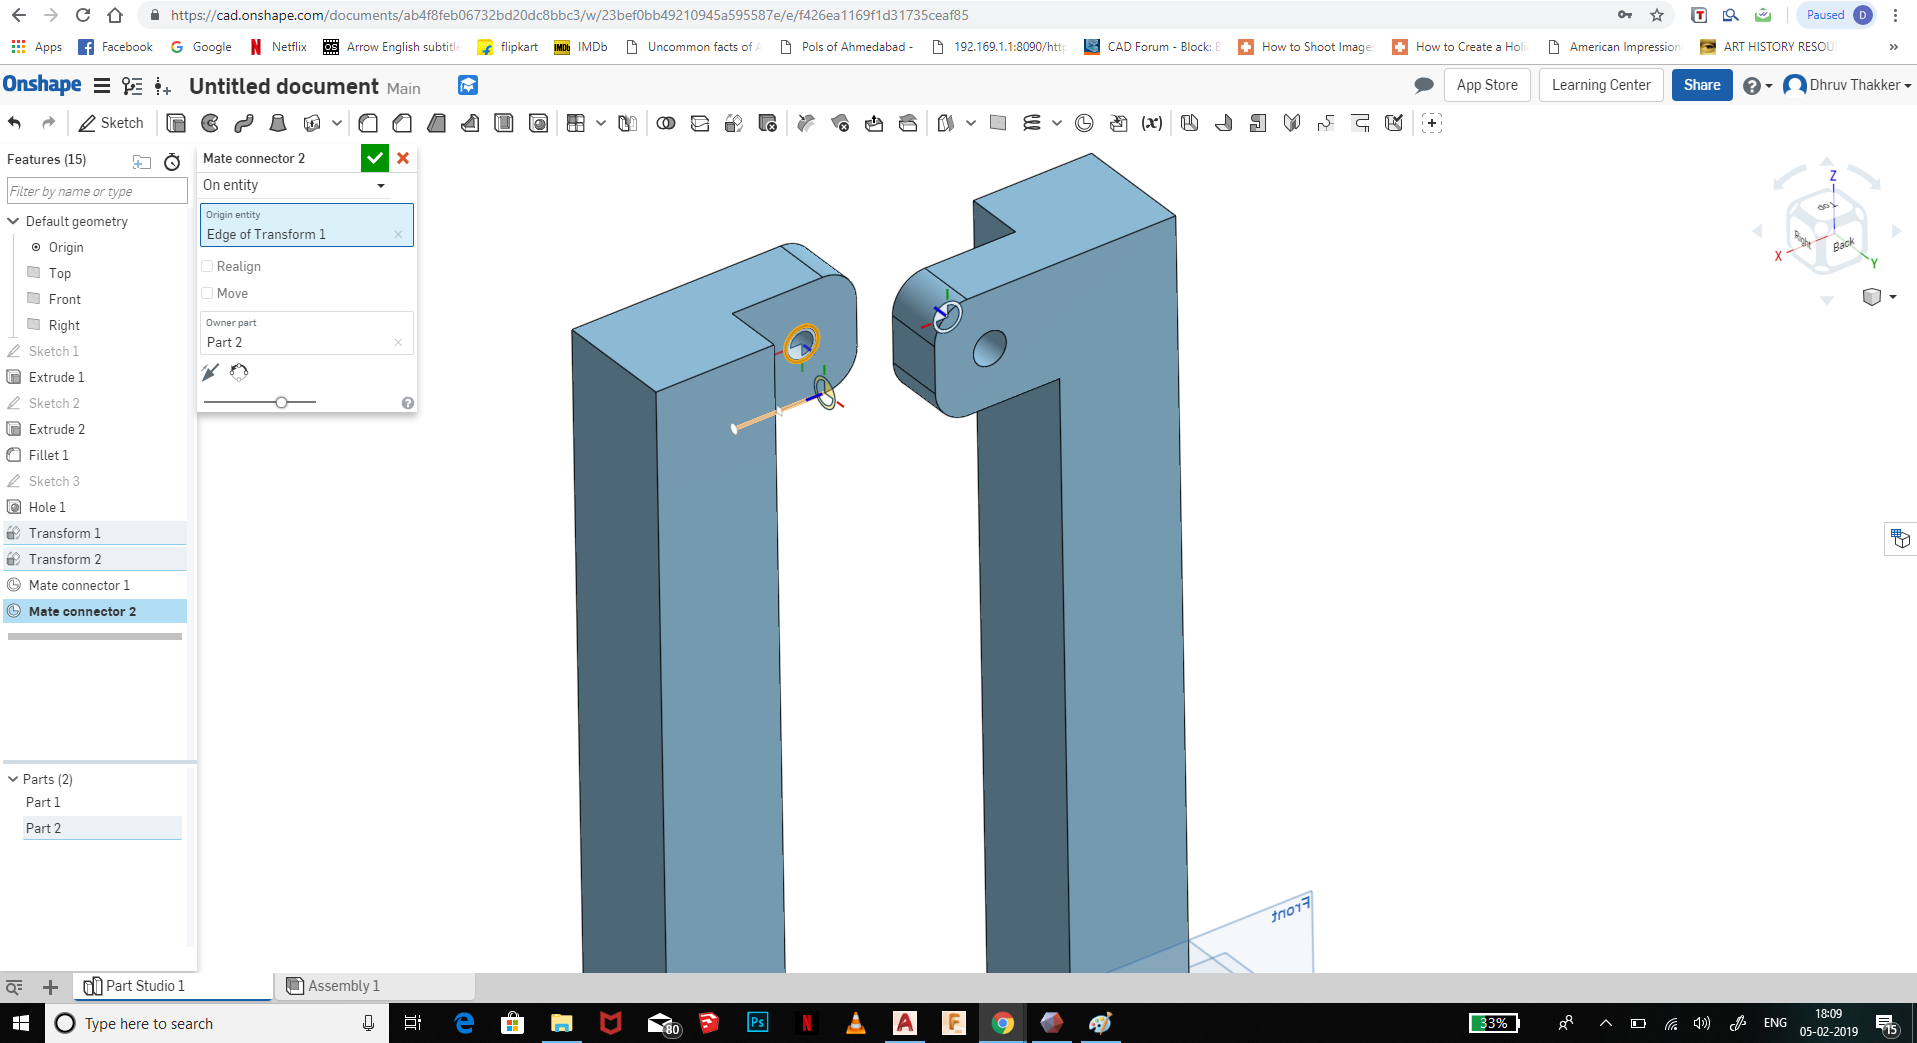 https://cad.onshape.com/documents/ab4f8feb06732bd20dc8bbc3/w/23bef0bb49210945a595587e/e/f426ea1169f1d31735ceaf85
Paused D
Apps Facebook Google Netflix Arrow English subtitle flipkart IMDb Uncommon facts of A Pols of Ahmedabad - 192.169.1.1:8090/http CAD Forum - Block: B How to Shoot Image How to Create a Holi American Impression ART HISTORY RESOU »
Onshape Untitled document Main App Store Learning Center Share Dhruv Thakker
Sketch (x)
Features (15)
Filter by name or type
Default geometry
Origin
Top
Front
Right
Sketch 1
Extrude 1
Sketch 2
Extrude 2
Fillet 1
Sketch 3
Hole 1
Transform 1
Transform 2
Mate connector 1
Mate connector 2
Mate connector 2
On entity
Origin entity
Edge of Transform 1
Realign
Move
Owner part
Part 2
Z
Top
Right
Back
X
Y
Front
Parts (2)
Part 1
Part 2
Part Studio 1 Assembly 1
Type here to search
80
Ps
33%
ENG
18:09
05-02-2019
15